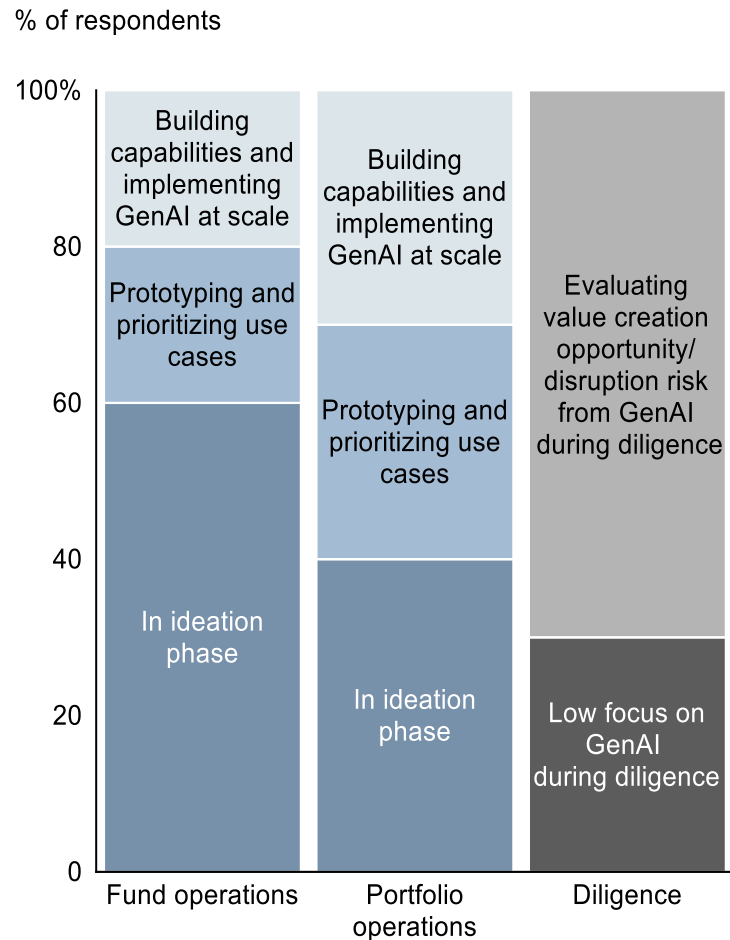 % of respondents
100%
80
60
40
20
0
Building
capabilities and
implementing
GenAI at scale
Prototyping and
prioritizing use
cases
In ideation
phase
Building
capabilities and
implementing
GenAI at scale
Prototyping and
prioritizing use
cases
In ideation
phase
Evaluating
value creation
opportunity/
disruption risk
from GenAI
during diligence
Low focus on
GenAI
during diligence
Fund operations
Portfolio
operations
Diligence